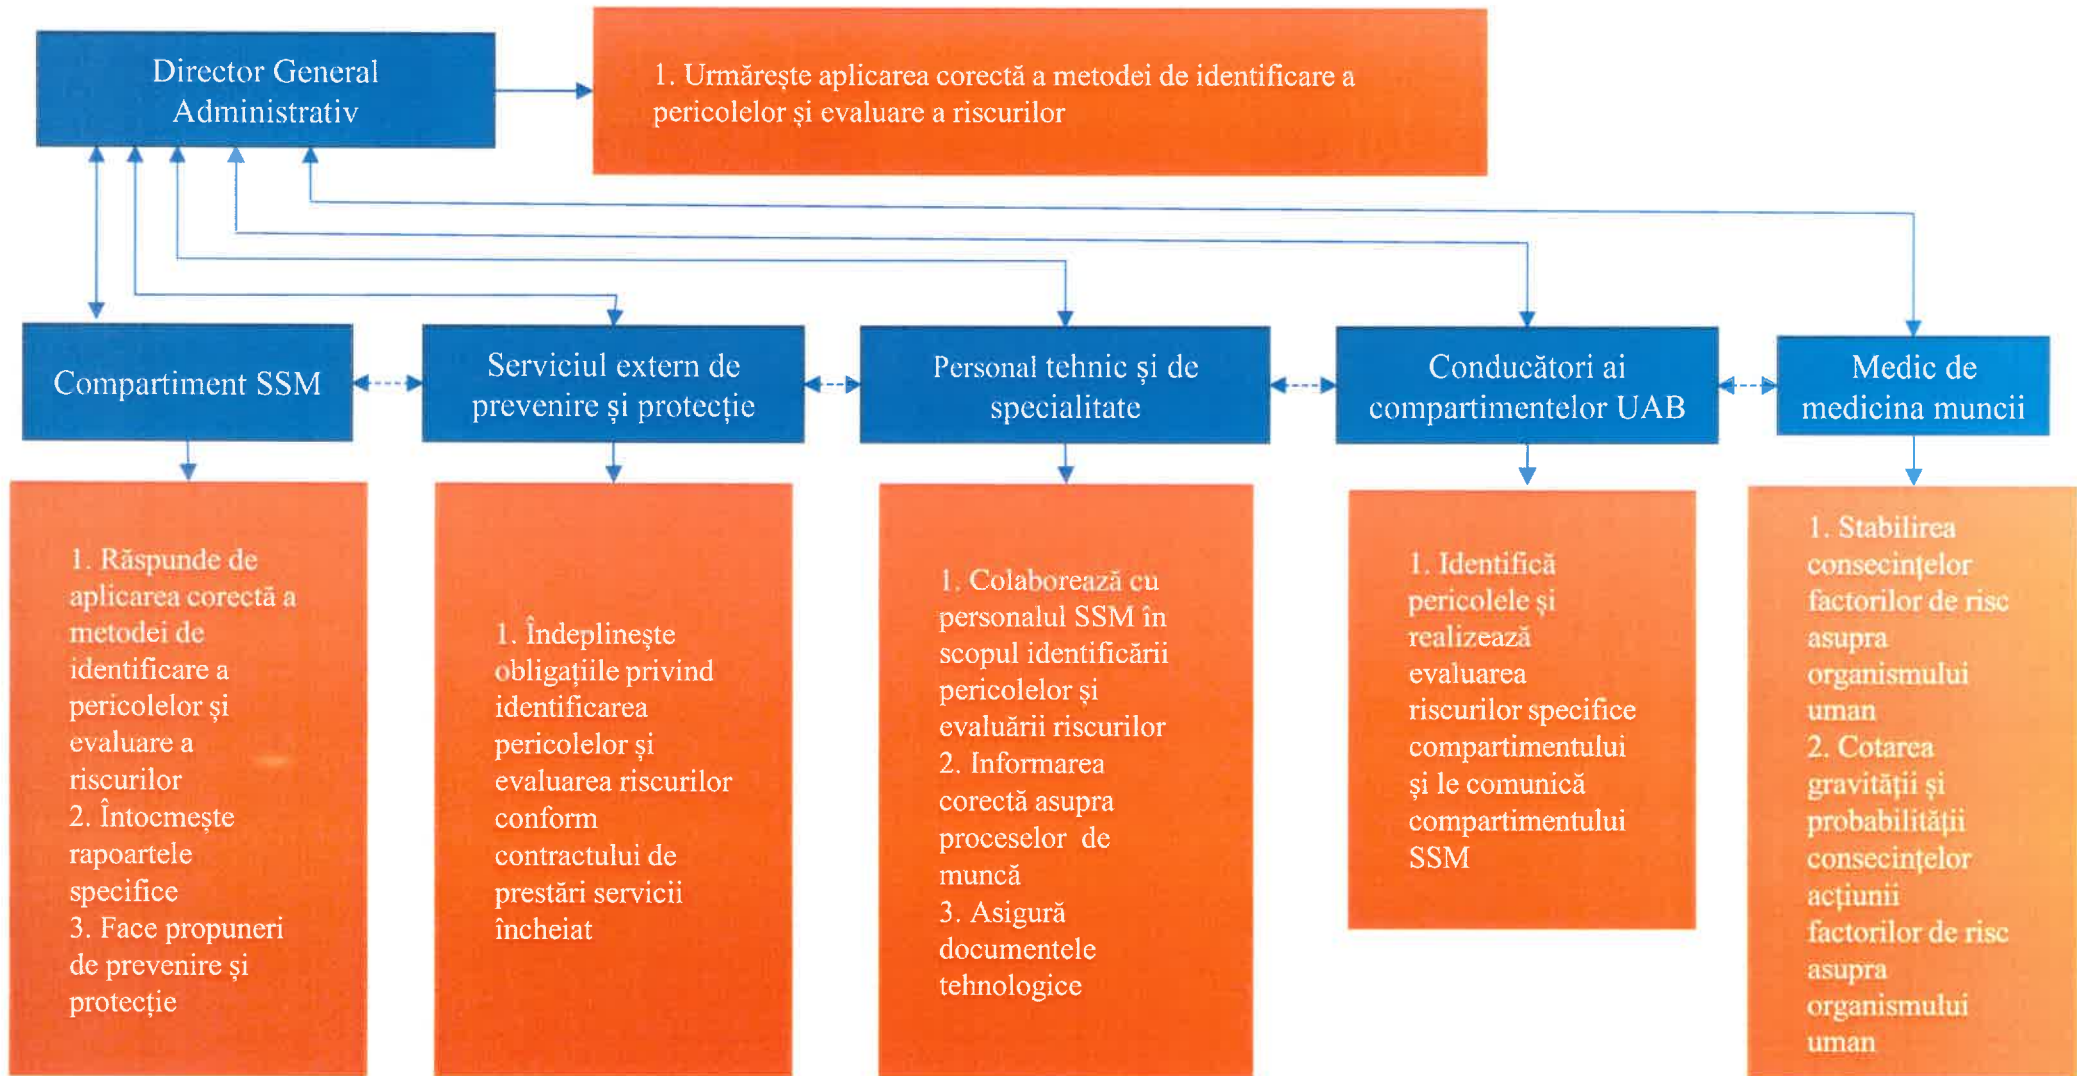 Director General
Administrativ
1. Urmărește aplicarea corectă a metodei de identificare a
pericolelor și evaluare a riscurilor
Compartiment SSM
Serviciul extern de
prevenire și protecție
Personal tehnic și de
specialitate
Conducători ai
compartimentelor UAB
Medic de
medicina muncii
1. Răspunde de
aplicarea corectă a
metodei de
identificare a
pericolelor și
evaluare a
riscurilor
2. Întocmește
rapoartele
specifice
3. Face propuneri
de prevenire și
protecție
1. Îndeplinește
obligațiile privind
identificarea
pericolelor și
evaluarea riscurilor
conform
contractului de
prestări servicii
încheiat
1. Colaborează cu
personalul SSM în
scopul identificării
pericolelor și
evaluării riscurilor
2. Informarea
corectă asupra
proceselor de
muncă
3. Asigură
documentele
tehnologice
1. Identifică
pericolele și
realizează
evaluarea
riscurilor specifice
compartimentului
și le comunică
compartimentului
SSM
1. Stabilirea
consecințelor
factorilor de risc
asupra
organismului
uman
2. Cotarea
gravității și
probabilității
consecințelor
acțiunii
factorilor de risc
asupra
organismului
uman